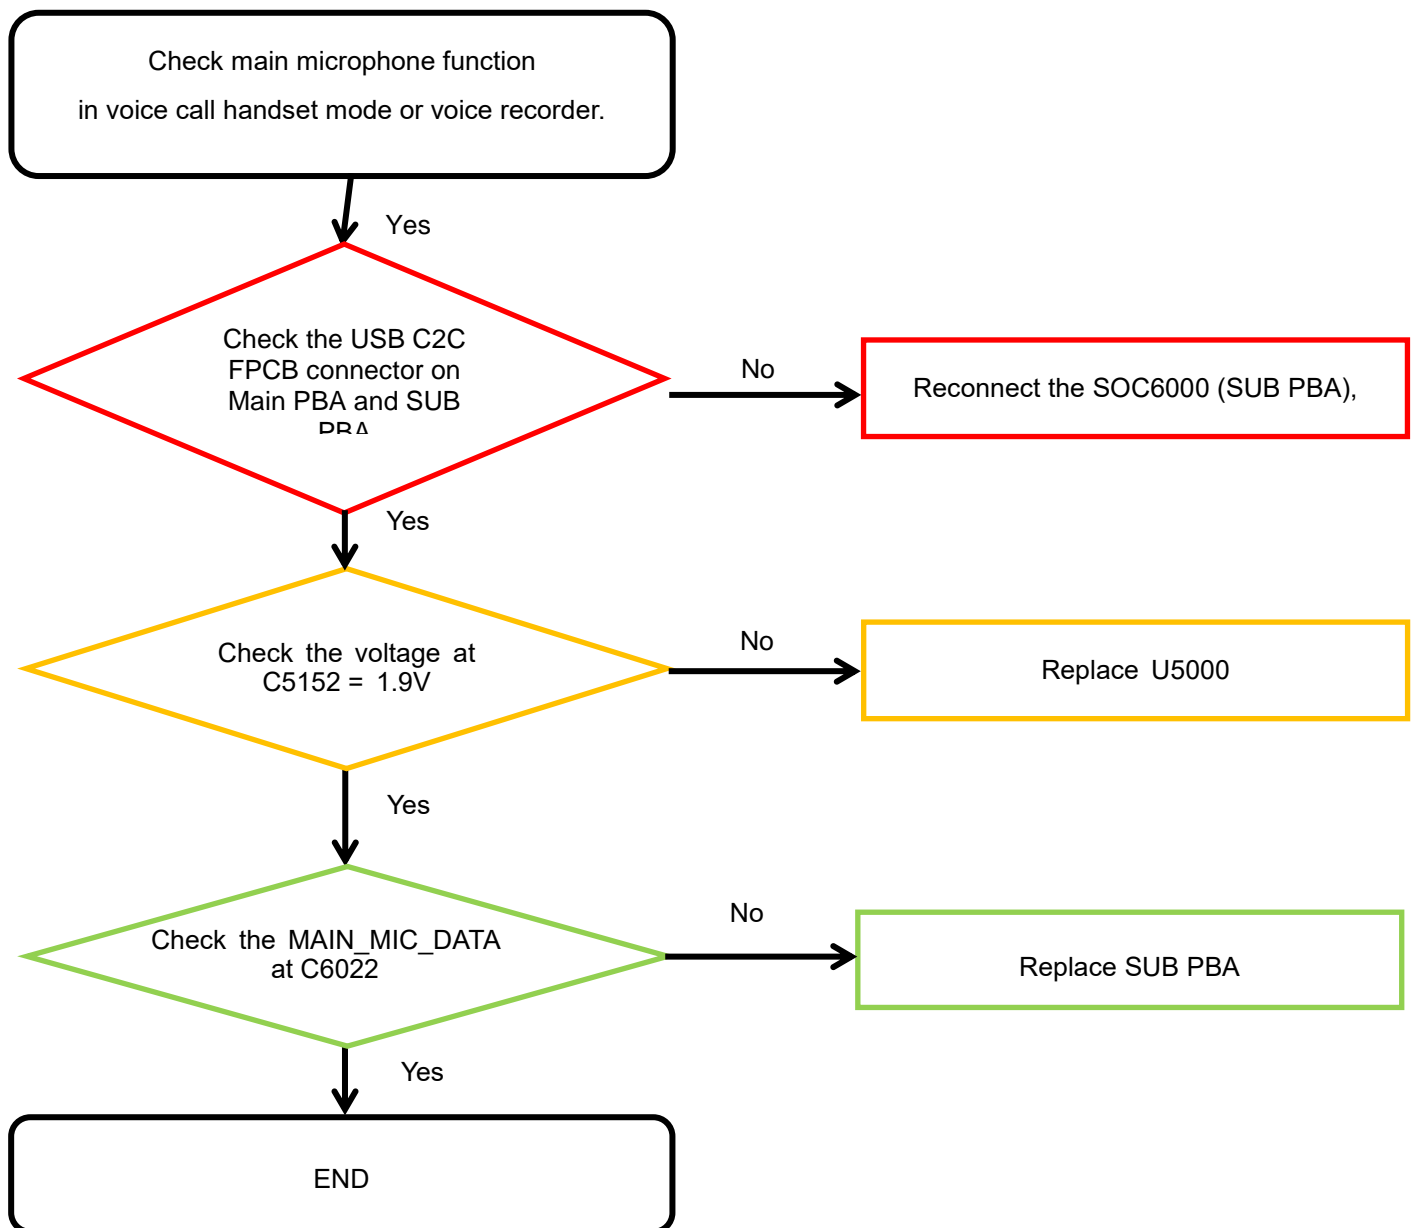 Check main microphone function
in voice call handset mode or voice recorder.
Yes
Check the USB C2C
FPCB connector on
Main PBA and SUB
PBA
No
Reconnect the SOC6000 (SUB PBA),
Yes
Check the voltage at
C5152 = 1.9V
No
Replace U5000
Yes
Check the MAIN_MIC_DATA
at C6022
No
Replace SUB PBA
Yes
END